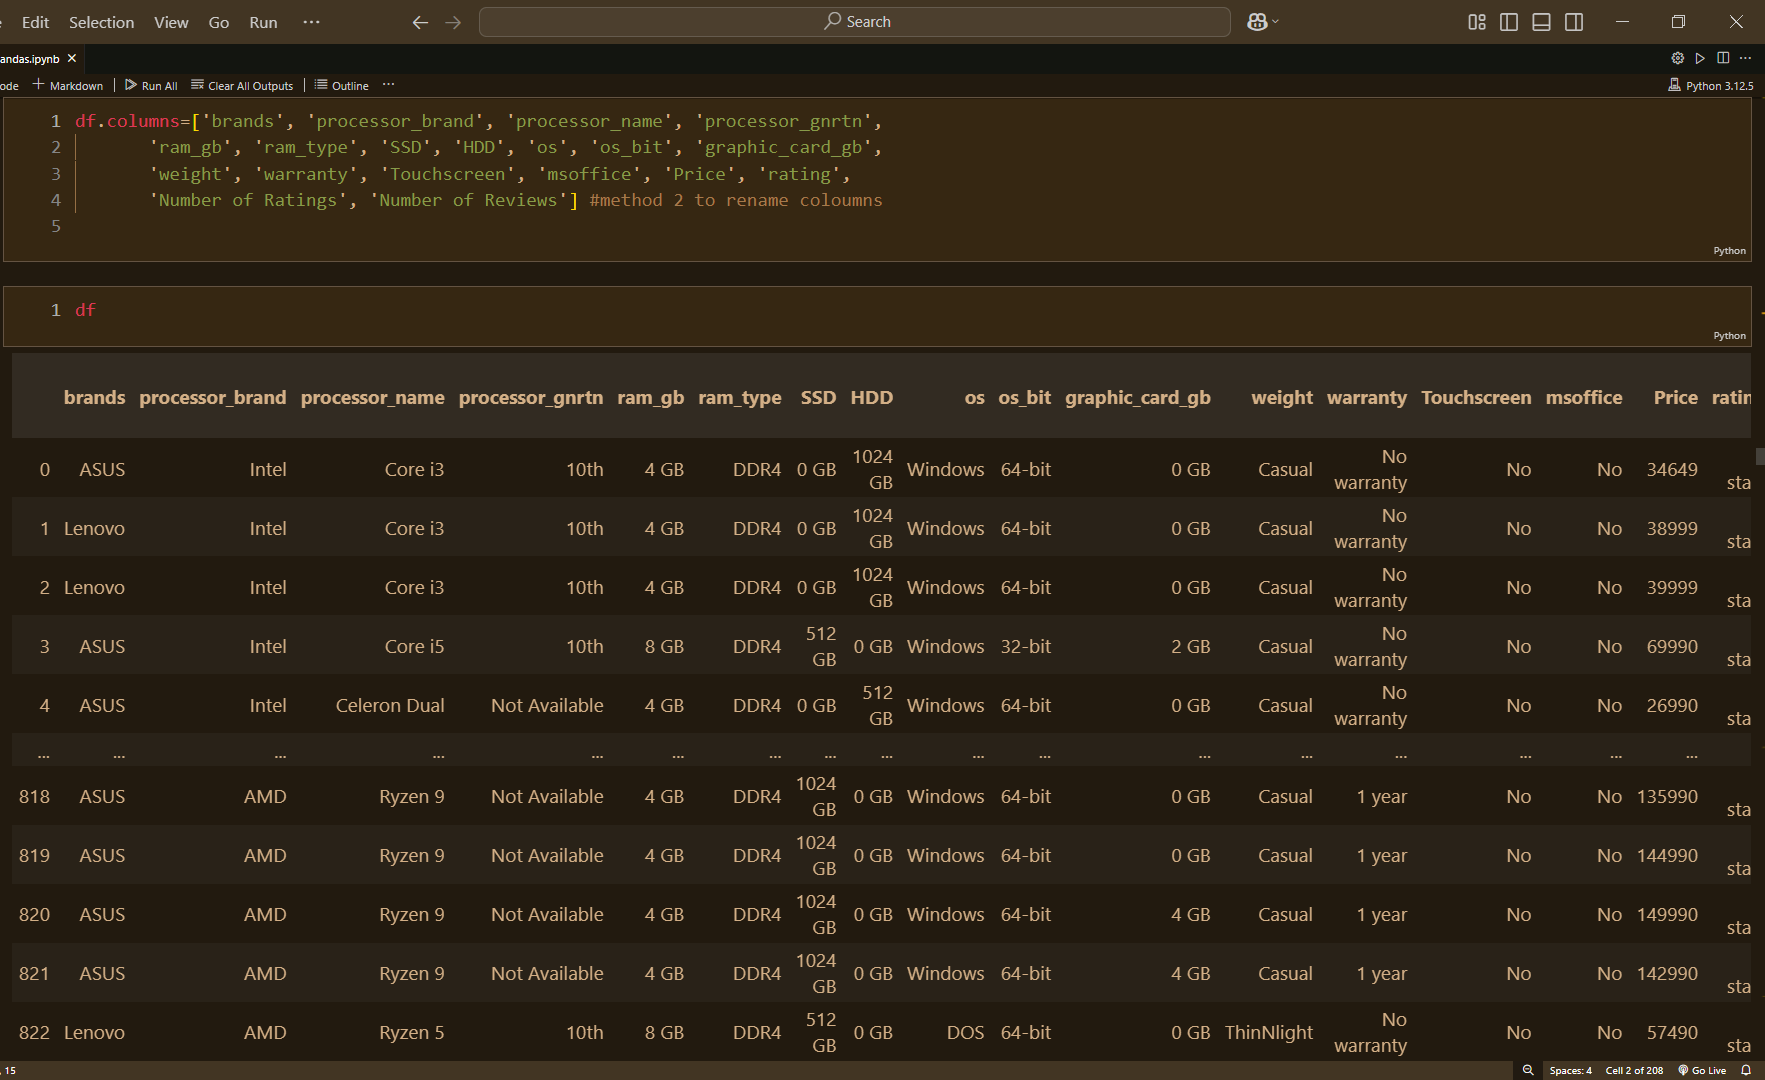 Edit Selection View Go Run ··· Search
andas.ipynb
ode + Markdown Run All Clear All Outputs Outline ··· Python 3.12.5
1 df.columns=['brands', 'processor_brand', 'processor_name', 'processor_gnrtn',
2 'ram_gb', 'ram_type', 'SSD', 'HDD', 'os', 'os_bit', 'graphic_card_gb',
3 'weight', 'warranty', 'Touchscreen', 'msoffice', 'Price', 'rating',
4 'Number of Ratings', 'Number of Reviews'] #method 2 to rename coloumns
5
Python
1 df
Python
brands processor_brand processor_name processor_gnrtn ram_gb ram_type SSD HDD os os_bit graphic_card_gb weight warranty Touchscreen msoffice Price ratin
0 ASUS Intel Core i3 10th 4 GB DDR4 0 GB 1024 GB Windows 64-bit 0 GB Casual No warranty No No 34649 sta
1 Lenovo Intel Core i3 10th 4 GB DDR4 0 GB 1024 GB Windows 64-bit 0 GB Casual No warranty No No 38999 sta
2 Lenovo Intel Core i3 10th 4 GB DDR4 0 GB 1024 GB Windows 64-bit 0 GB Casual No warranty No No 39999 sta
3 ASUS Intel Core i5 10th 8 GB DDR4 512 GB 0 GB Windows 32-bit 2 GB Casual No warranty No No 69990 sta
4 ASUS Intel Celeron Dual Not Available 4 GB DDR4 0 GB 512 GB Windows 64-bit 0 GB Casual No warranty No No 26990 sta
... ... ... ... ... ... ... ... ... ... ... ... ... ... ... ... ...
818 ASUS AMD Ryzen 9 Not Available 4 GB DDR4 1024 GB 0 GB Windows 64-bit 0 GB Casual 1 year No No 135990 sta
819 ASUS AMD Ryzen 9 Not Available 4 GB DDR4 1024 GB 0 GB Windows 64-bit 0 GB Casual 1 year No No 144990 sta
820 ASUS AMD Ryzen 9 Not Available 4 GB DDR4 1024 GB 0 GB Windows 64-bit 4 GB Casual 1 year No No 149990 sta
821 ASUS AMD Ryzen 9 Not Available 4 GB DDR4 1024 GB 0 GB Windows 64-bit 4 GB Casual 1 year No No 142990 sta
822 Lenovo AMD Ryzen 5 10th 8 GB DDR4 512 GB 0 GB DOS 64-bit 0 GB ThinNlight No warranty No No 57490 sta
, 15 Spaces: 4 Cell 2 of 208 Go Live